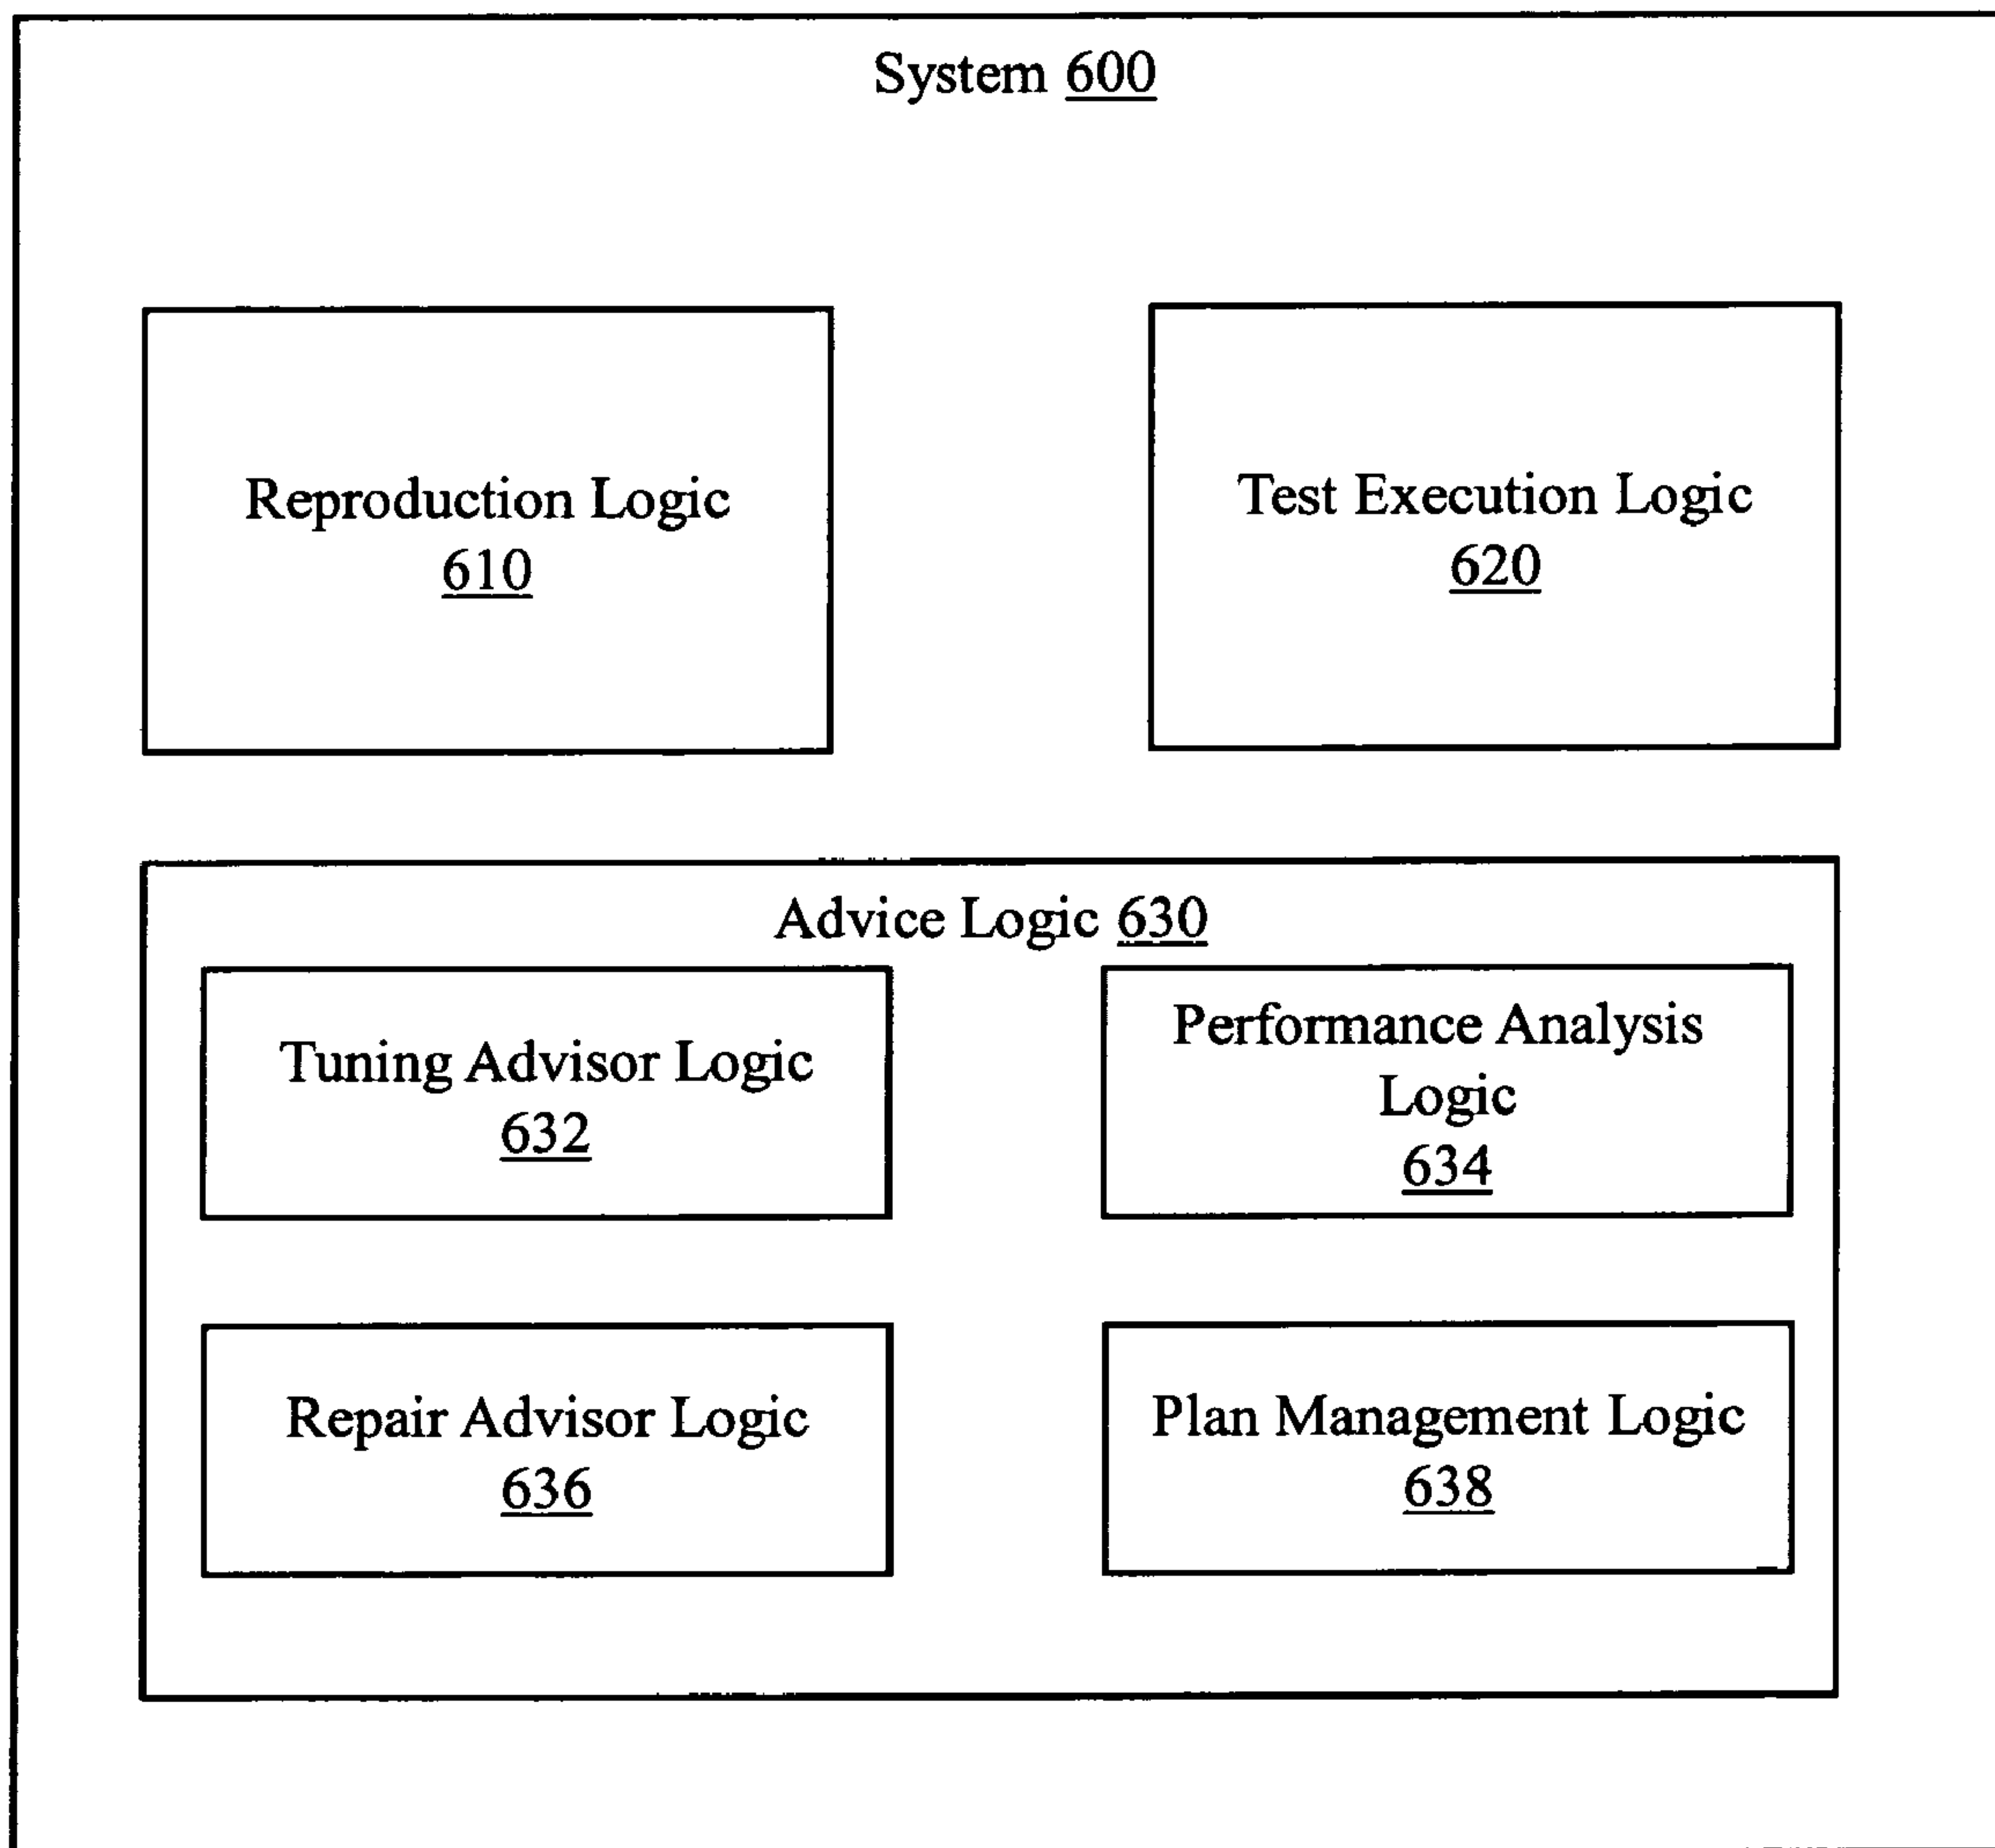 System 600
Reproduction Logic
610
Test Execution Logic
620
Advice Logic 630
Tuning Advisor Logic
632
Performance Analysis
Logic
634
Repair Advisor Logic
636
Plan Management Logic
638